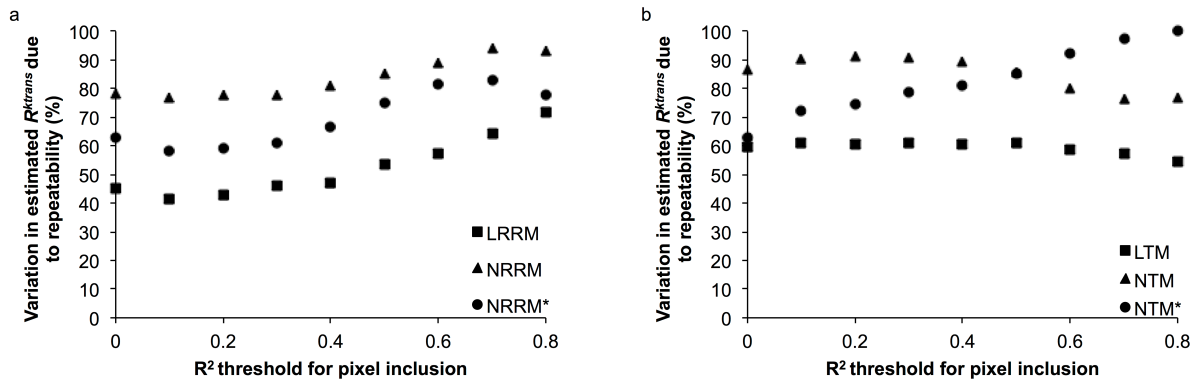 a
Variation in estimated Rktrans due
to repeatability (%)
100
90
80
70
60
50
40
30
20
10
0
0 0.2 0.4 0.6 0.8
R2 threshold for pixel inclusion
LRRM
NRRM
NRRM*
b
Variation in estimated Rktrans due
to repeatability (%)
100
90
80
70
60
50
40
30
20
10
0
0 0.2 0.4 0.6 0.8
R2 threshold for pixel inclusion
LTM
NTM
NTM*